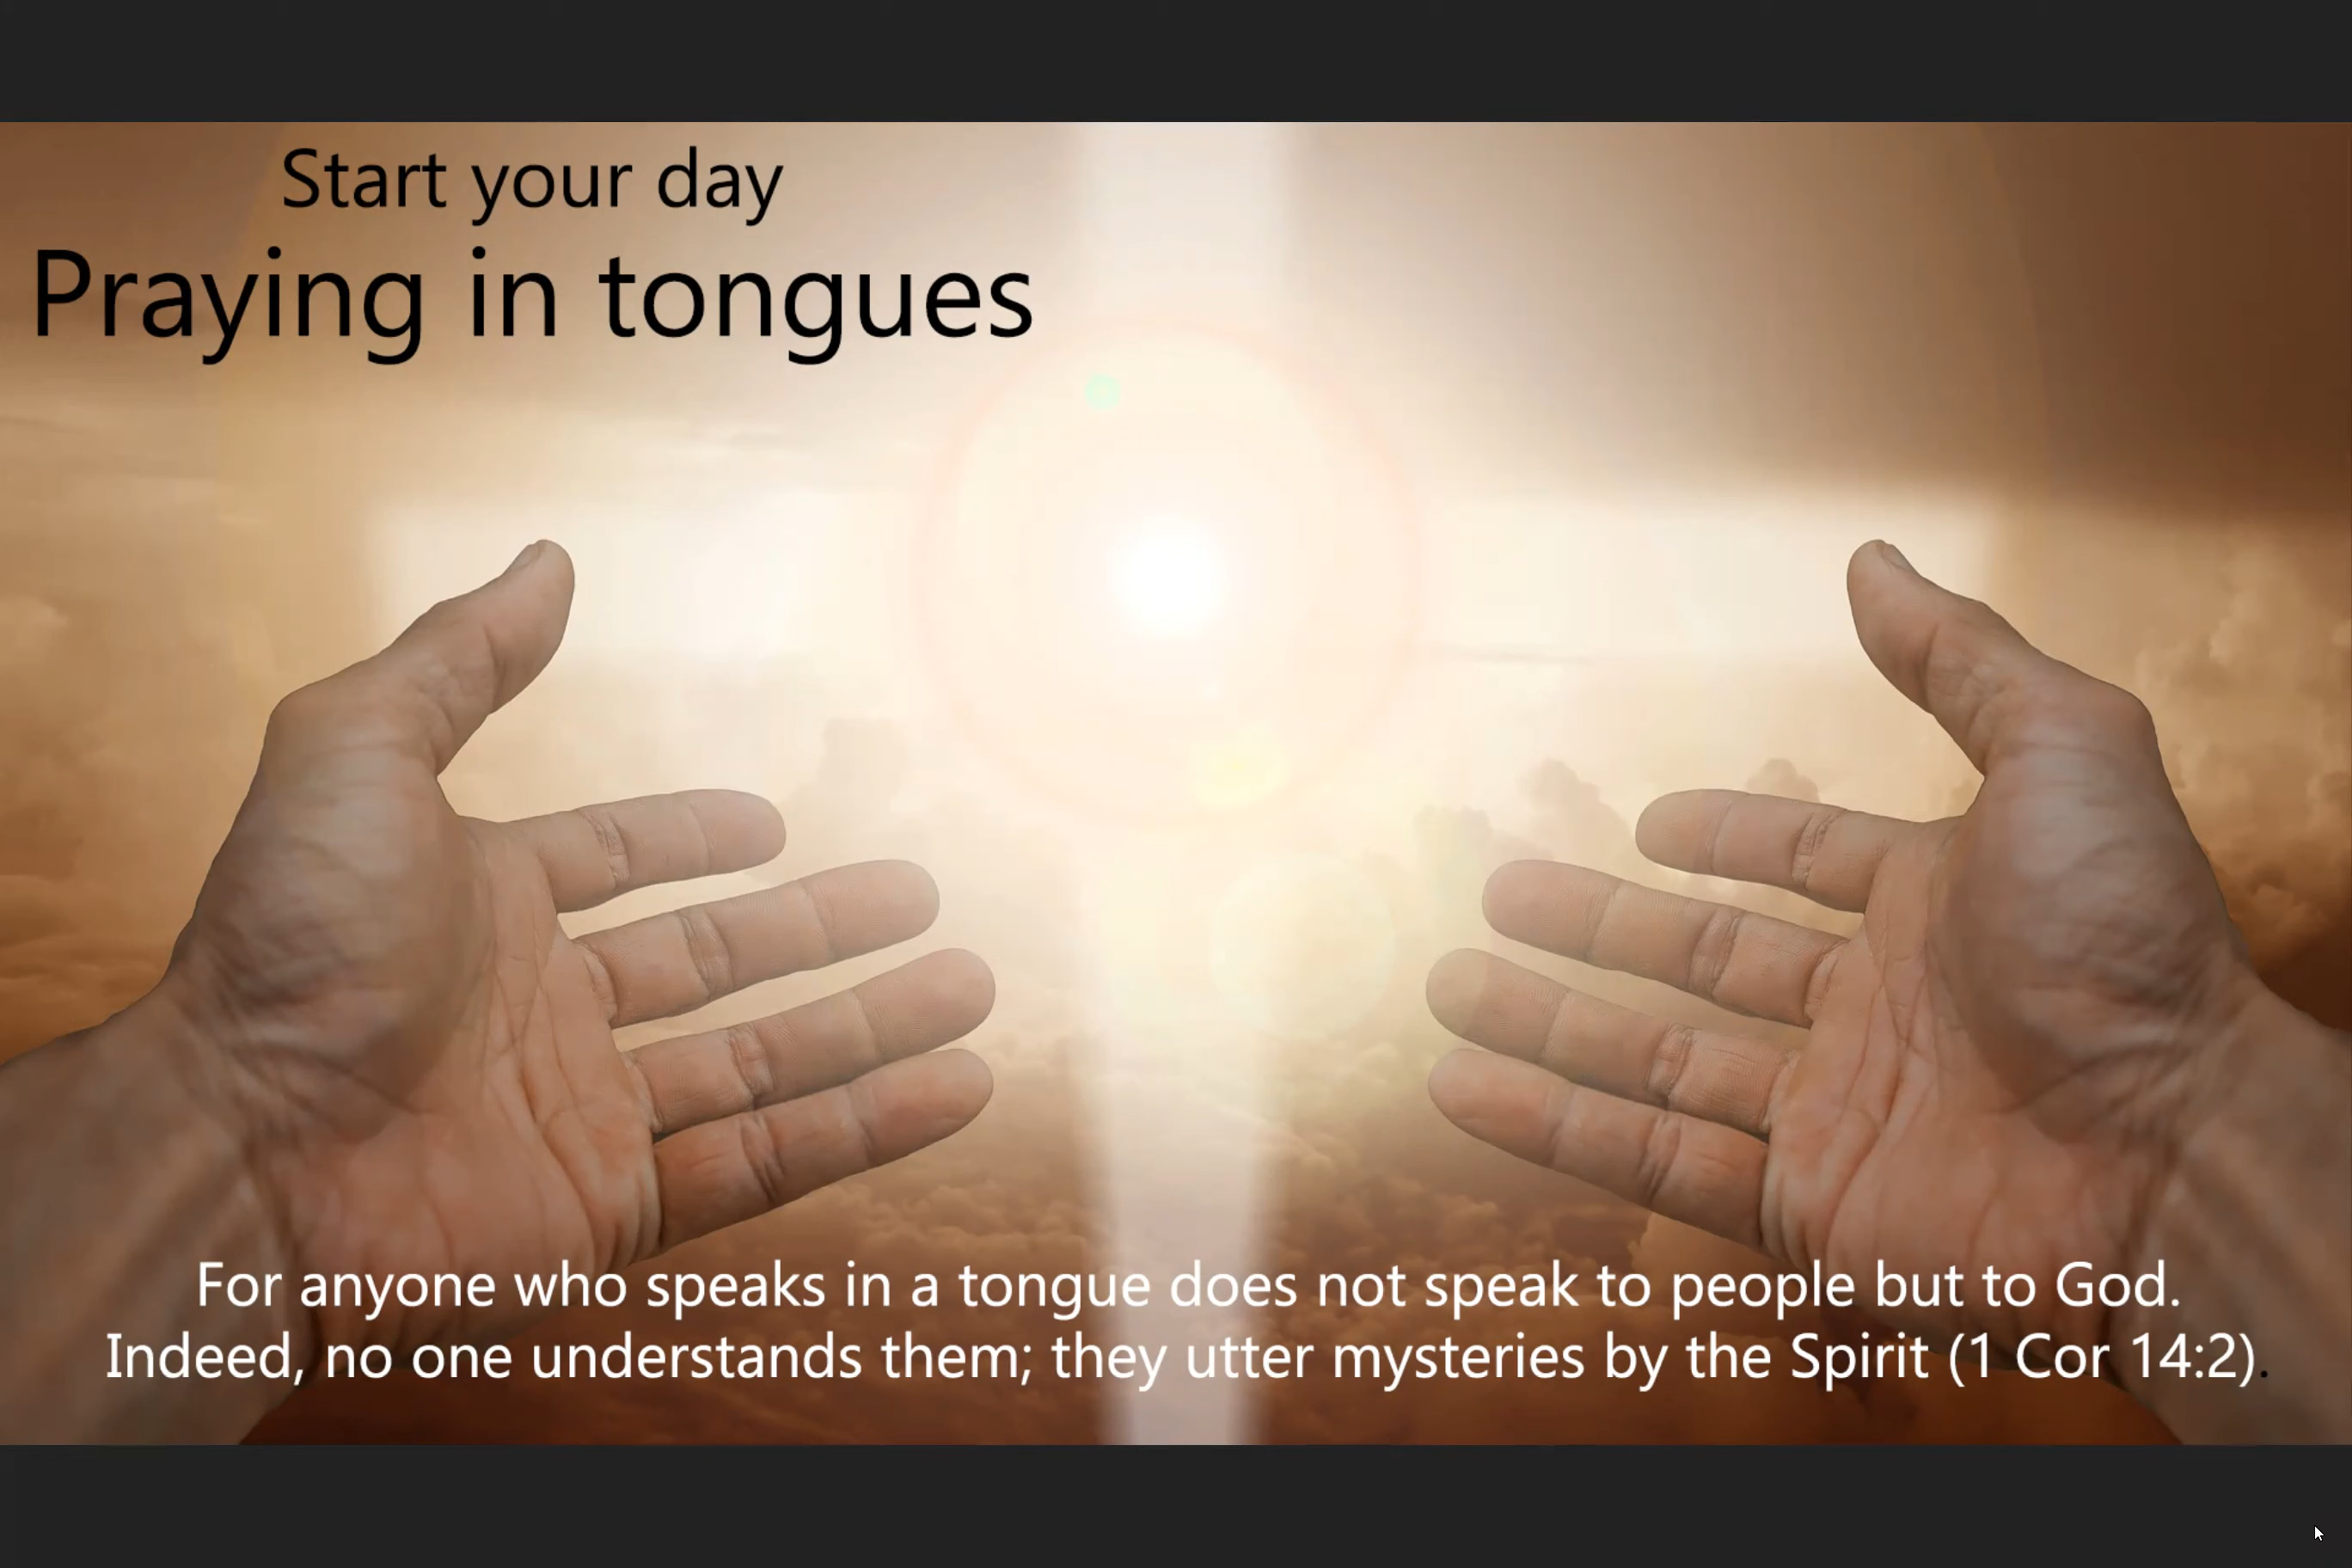 Start your day
Praying in tongues
For anyone who speaks in a tongue does not speak to people but to God.
Indeed, no one understands them; they utter mysteries by the Spirit (1 Cor 14:2).